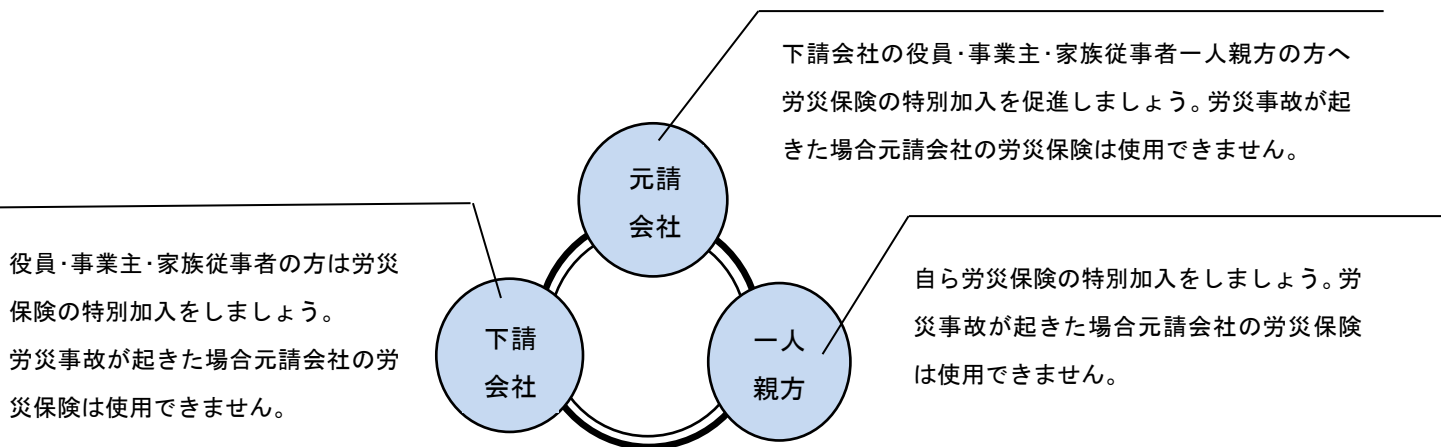 下請会社の役員･事業主･家族従事者一人親方の方へ
労災保険の特別加入を促進しましょう。労災事故が起
きた場合元請会社の労災保険は使用できません。
元請
会社
役員･事業主･家族従事者の方は労災
保険の特別加入をしましょう。
労災事故が起きた場合元請会社の労
災保険は使用できません。
下請
会社
一人
親方
自ら労災保険の特別加入をしましょう。労
災事故が起きた場合元請会社の労災保険
は使用できません。